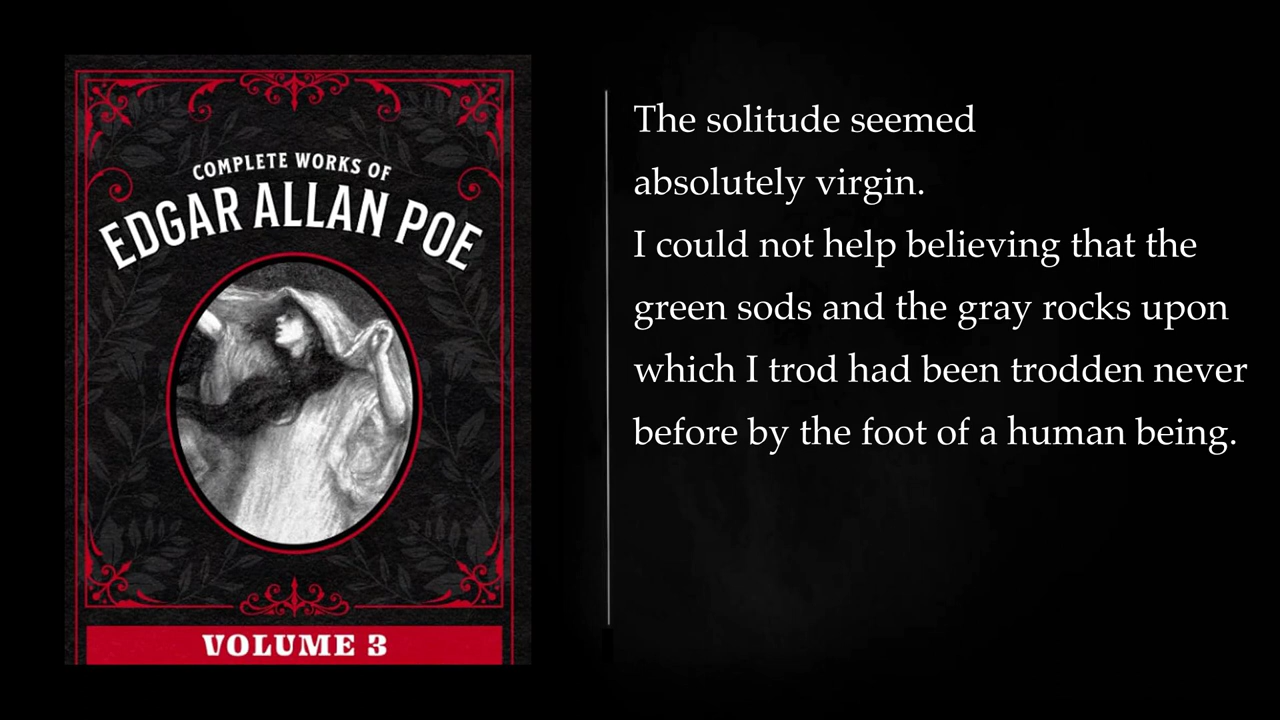 COMPLETE WORKS OF
EDGAR ALLAN POE
VOLUME 3
The solitude seemed
absolutely virgin.
I could not help believing that the
green sods and the gray rocks upon
which I trod had been trodden never
before by the foot of a human being.